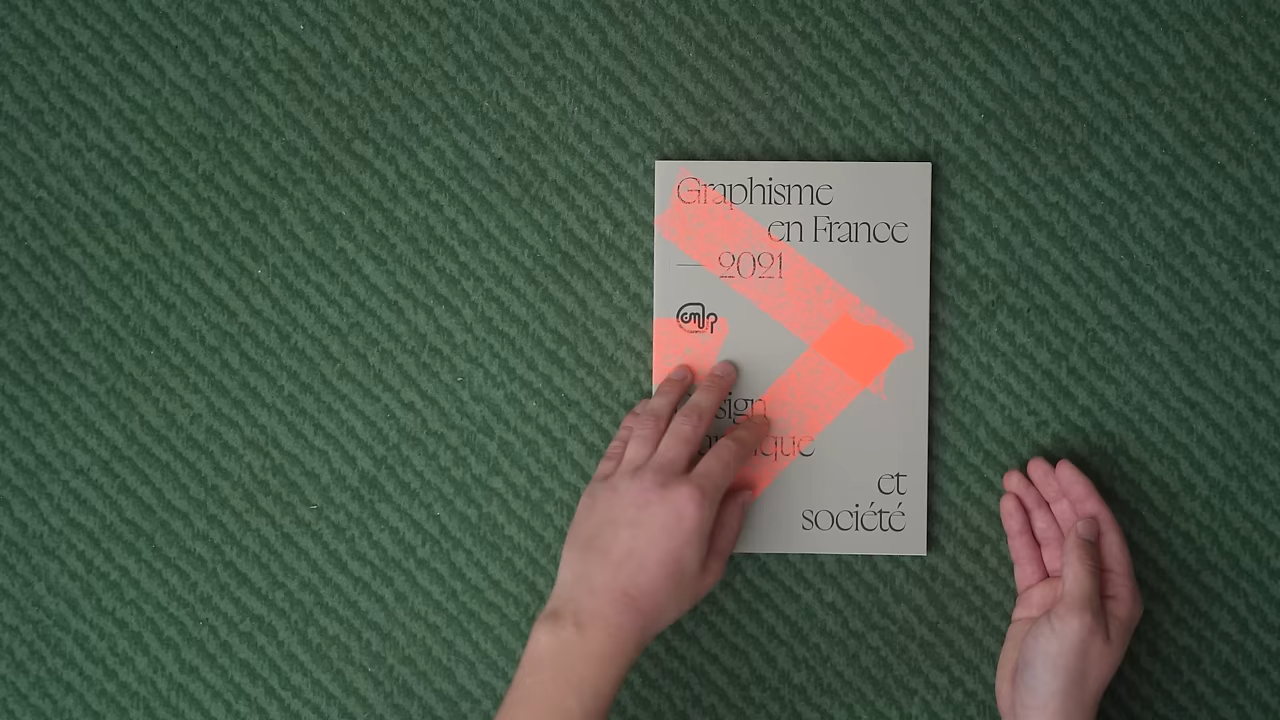 Graphisme
en France
— 2021
et
société